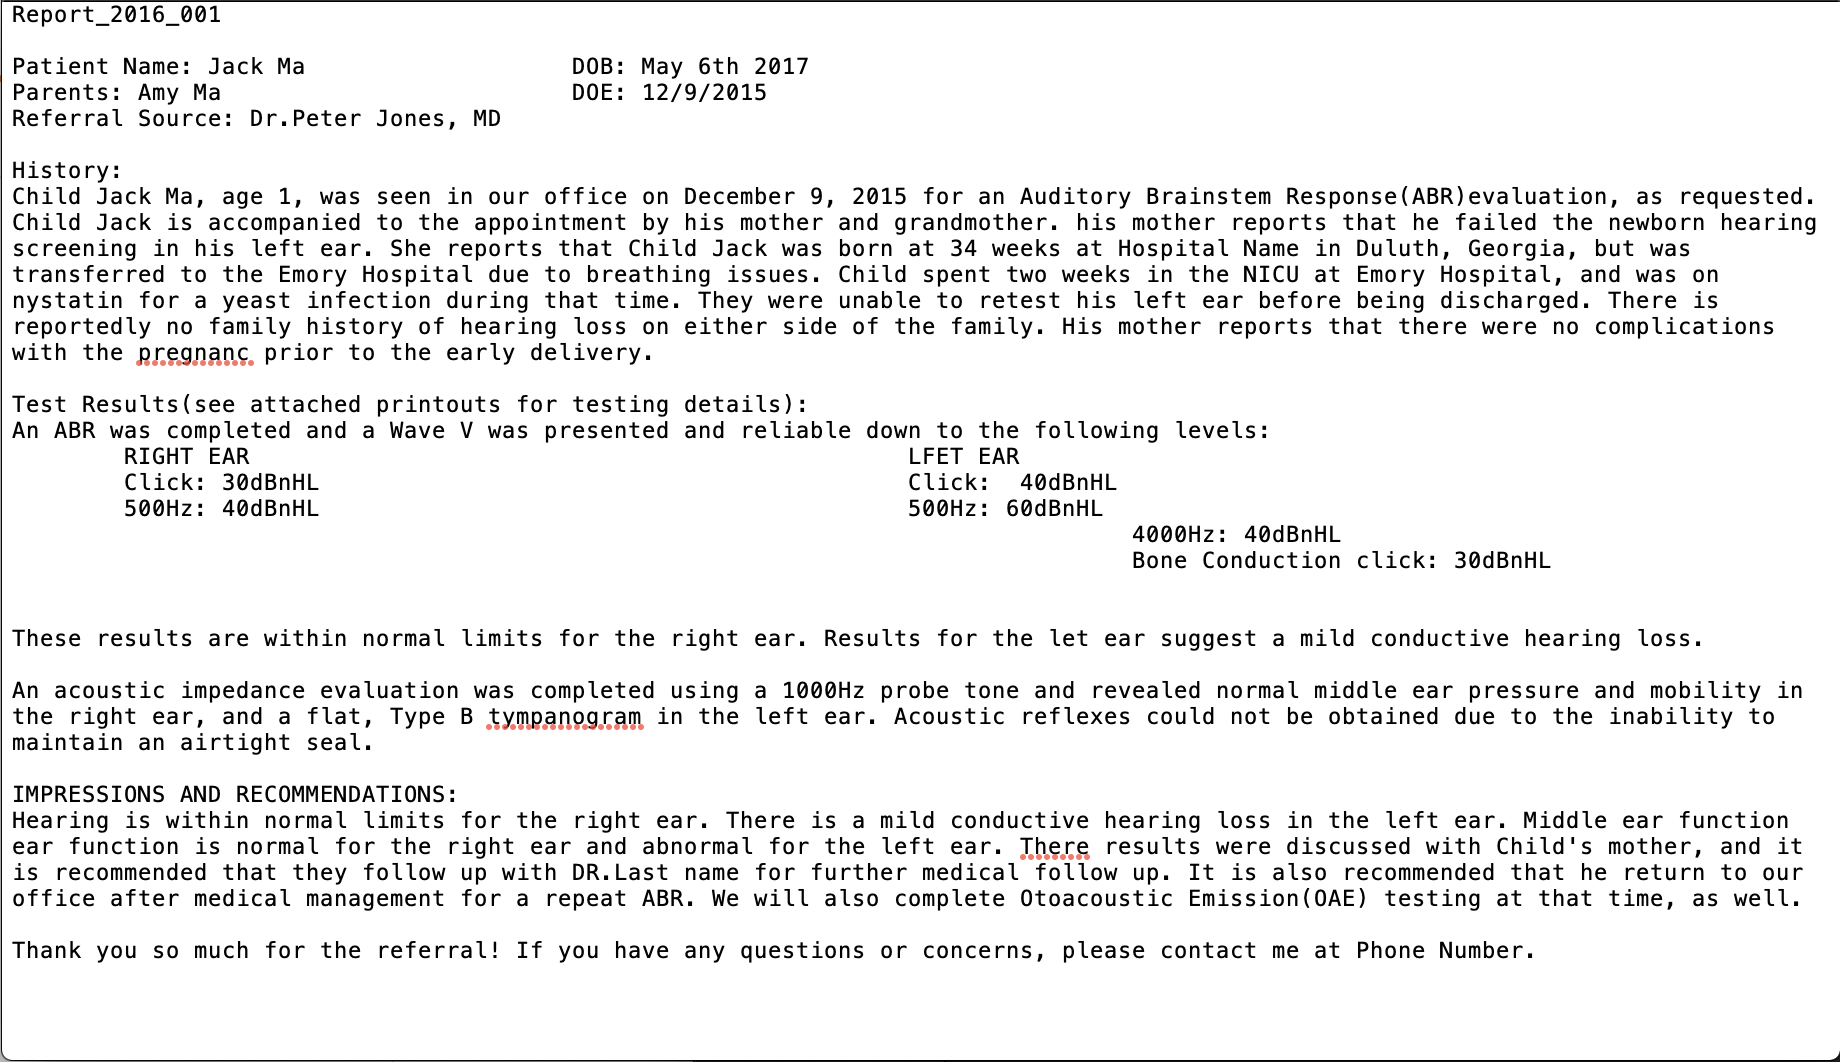 Report_2016_001
Patient Name: Jack Ma DOB: May 6th 2017
Parents: Amy Ma DOE: 12/9/2015
Referral Source: Dr.Peter Jones, MD
History:
Child Jack Ma, age 1, was seen in our office on December 9, 2015 for an Auditory Brainstem Response(ABR)evaluation, as requested.
Child Jack is accompanied to the appointment by his mother and grandmother. his mother reports that he failed the newborn hearing
screening in his left ear. She reports that Child Jack was born at 34 weeks at Hospital Name in Duluth, Georgia, but was
transferred to the Emory Hospital due to breathing issues. Child spent two weeks in the NICU at Emory Hospital, and was on
nystatin for a yeast infection during that time. They were unable to retest his left ear before being discharged. There is
reportedly no family history of hearing loss on either side of the family. His mother reports that there were no complications
with the pregnanc prior to the early delivery.
Test Results(see attached printouts for testing details):
An ABR was completed and a Wave V was presented and reliable down to the following levels:
RIGHT EAR LFET EAR
Click: 30dBnHL Click: 40dBnHL
500Hz: 40dBnHL 500Hz: 60dBnHL
4000Hz: 40dBnHL
Bone Conduction click: 30dBnHL
These results are within normal limits for the right ear. Results for the let ear suggest a mild conductive hearing loss.
An acoustic impedance evaluation was completed using a 1000Hz probe tone and revealed normal middle ear pressure and mobility in
the right ear, and a flat, Type B tympanogram in the left ear. Acoustic reflexes could not be obtained due to the inability to
maintain an airtight seal.
IMPRESSIONS AND RECOMMENDATIONS:
Hearing is within normal limits for the right ear. There is a mild conductive hearing loss in the left ear. Middle ear function
ear function is normal for the right ear and abnormal for the left ear. There results were discussed with Child's mother, and it
is recommended that they follow up with DR.Last name for further medical follow up. It is also recommended that he return to our
office after medical management for a repeat ABR. We will also complete Otoacoustic Emission(OAE) testing at that time, as well.
Thank you so much for the referral! If you have any questions or concerns, please contact me at Phone Number.